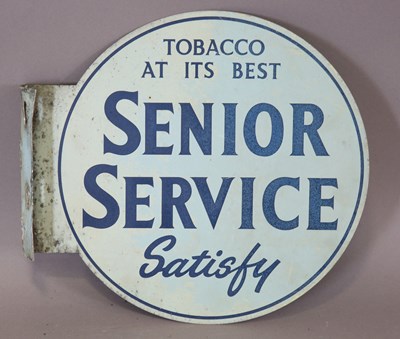 TOBACCO
AT ITS BEST
SENIOR
SERVICE
Satisfy